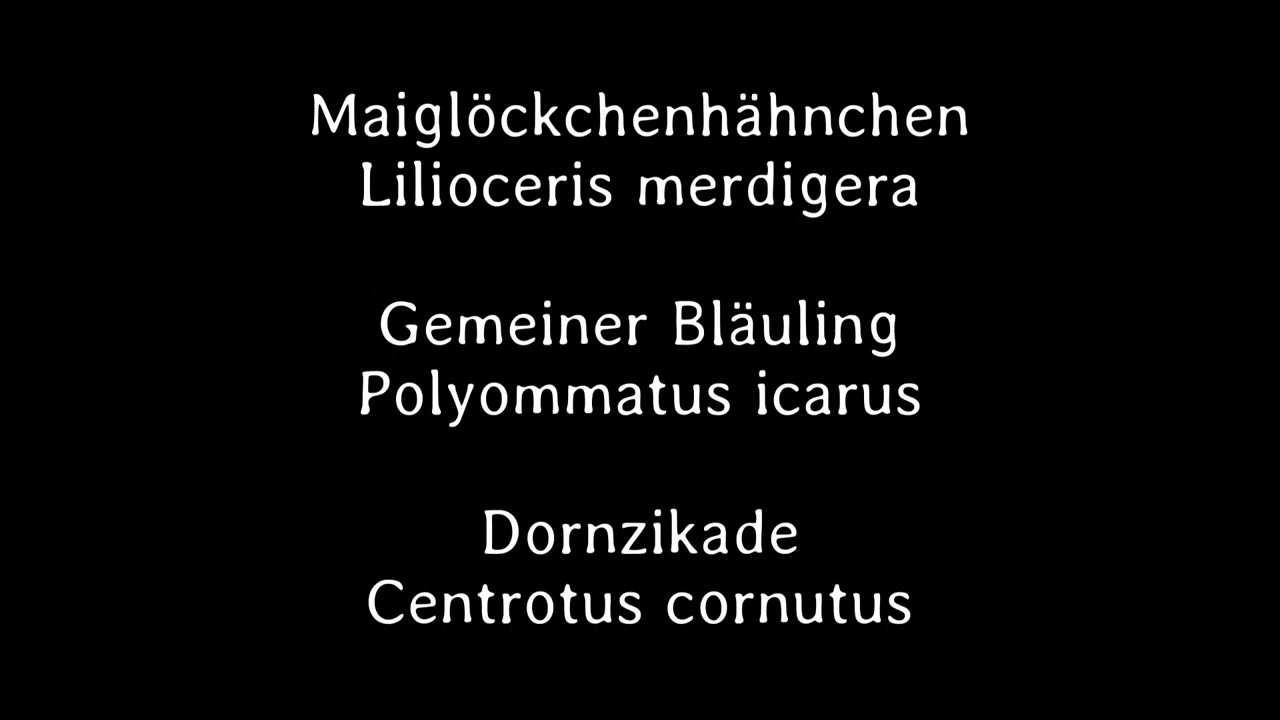 Maiglöckchenhähnchen
Lilioceris merdigera
Gemeiner Bläuling
Polyommatus icarus
Dornzikade
Centrotus cornutus